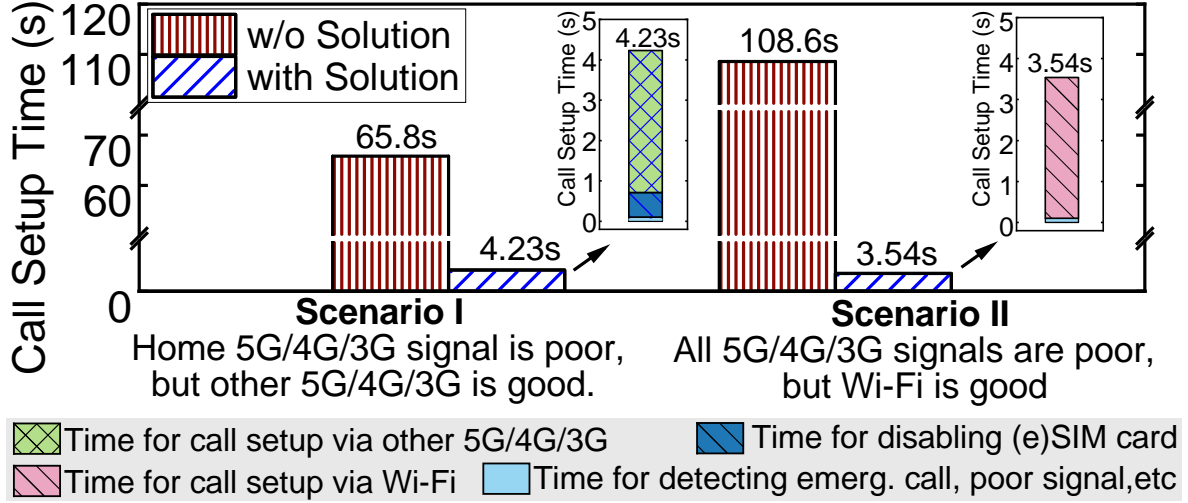 Call Setup Time (s)
120
110
70
60
0
w/o Solution
with Solution
65.8s
4.23s
Call Setup Time (s)
5
4
3
2
1
0
4.23s
108.6s
3.54s
Call Setup Time (s)
5
4
3
2
1
0
3.54s
Scenario I
Home 5G/4G/3G signal is poor,
but other 5G/4G/3G is good.
Scenario II
All 5G/4G/3G signals are poor,
but Wi-Fi is good
Time for call setup via other 5G/4G/3G
Time for disabling (e)SIM card
Time for call setup via Wi-Fi
Time for detecting emerg. call, poor signal,etc